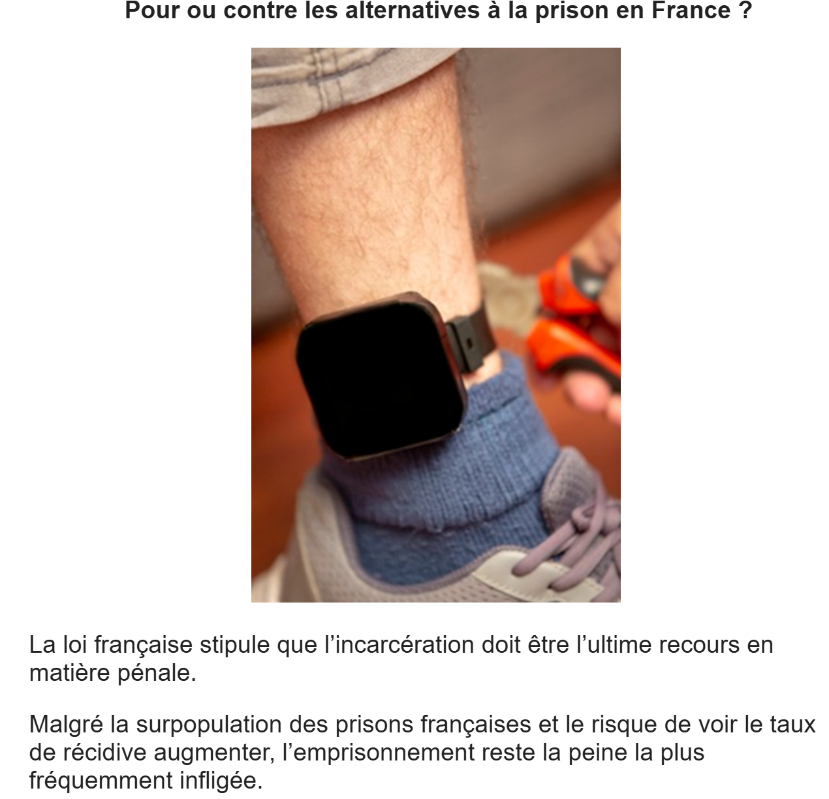 Pour ou contre les alternatives à la prison en France ?
La loi française stipule que l’incarcération doit être l’ultime recours en
matière pénale.
Malgré la surpopulation des prisons françaises et le risque de voir le taux
de récidive augmenter, l’emprisonnement reste la peine la plus
fréquemment infligée.